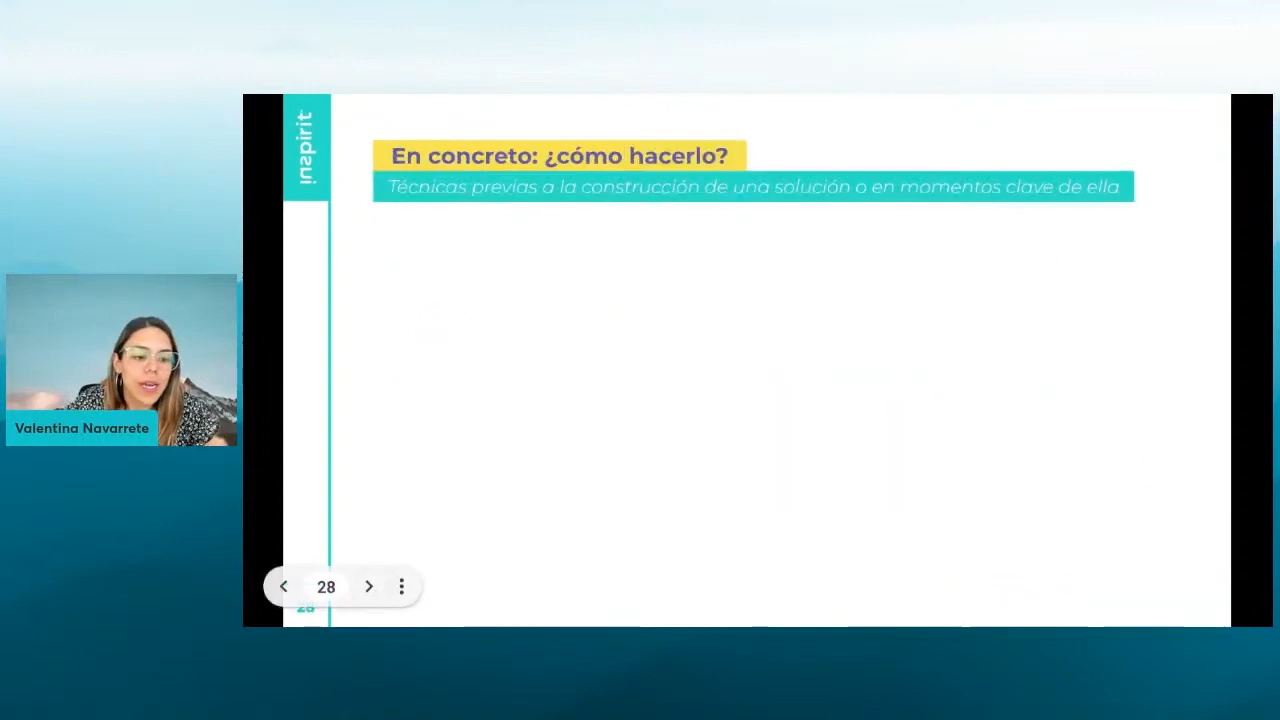 inspirit
En concreto: ¿cómo hacerlo?
Técnicas previas a la construcción de una solución o en momentos clave de ella
Valentina Navarrete
28
28